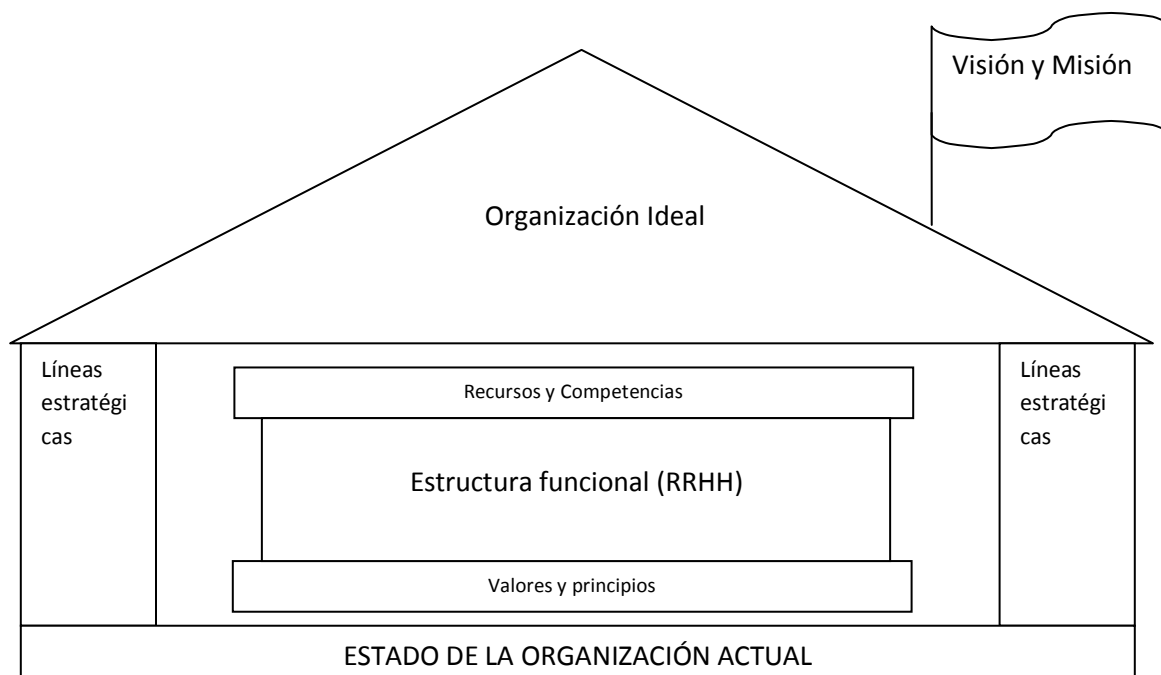 Visión y Misión
Organización Ideal
Líneas
estratégi
cas
Recursos y Competencias
Estructura funcional (RRHH)
Valores y principios
Líneas
estratégi
cas
ESTADO DE LA ORGANIZACIÓN ACTUAL